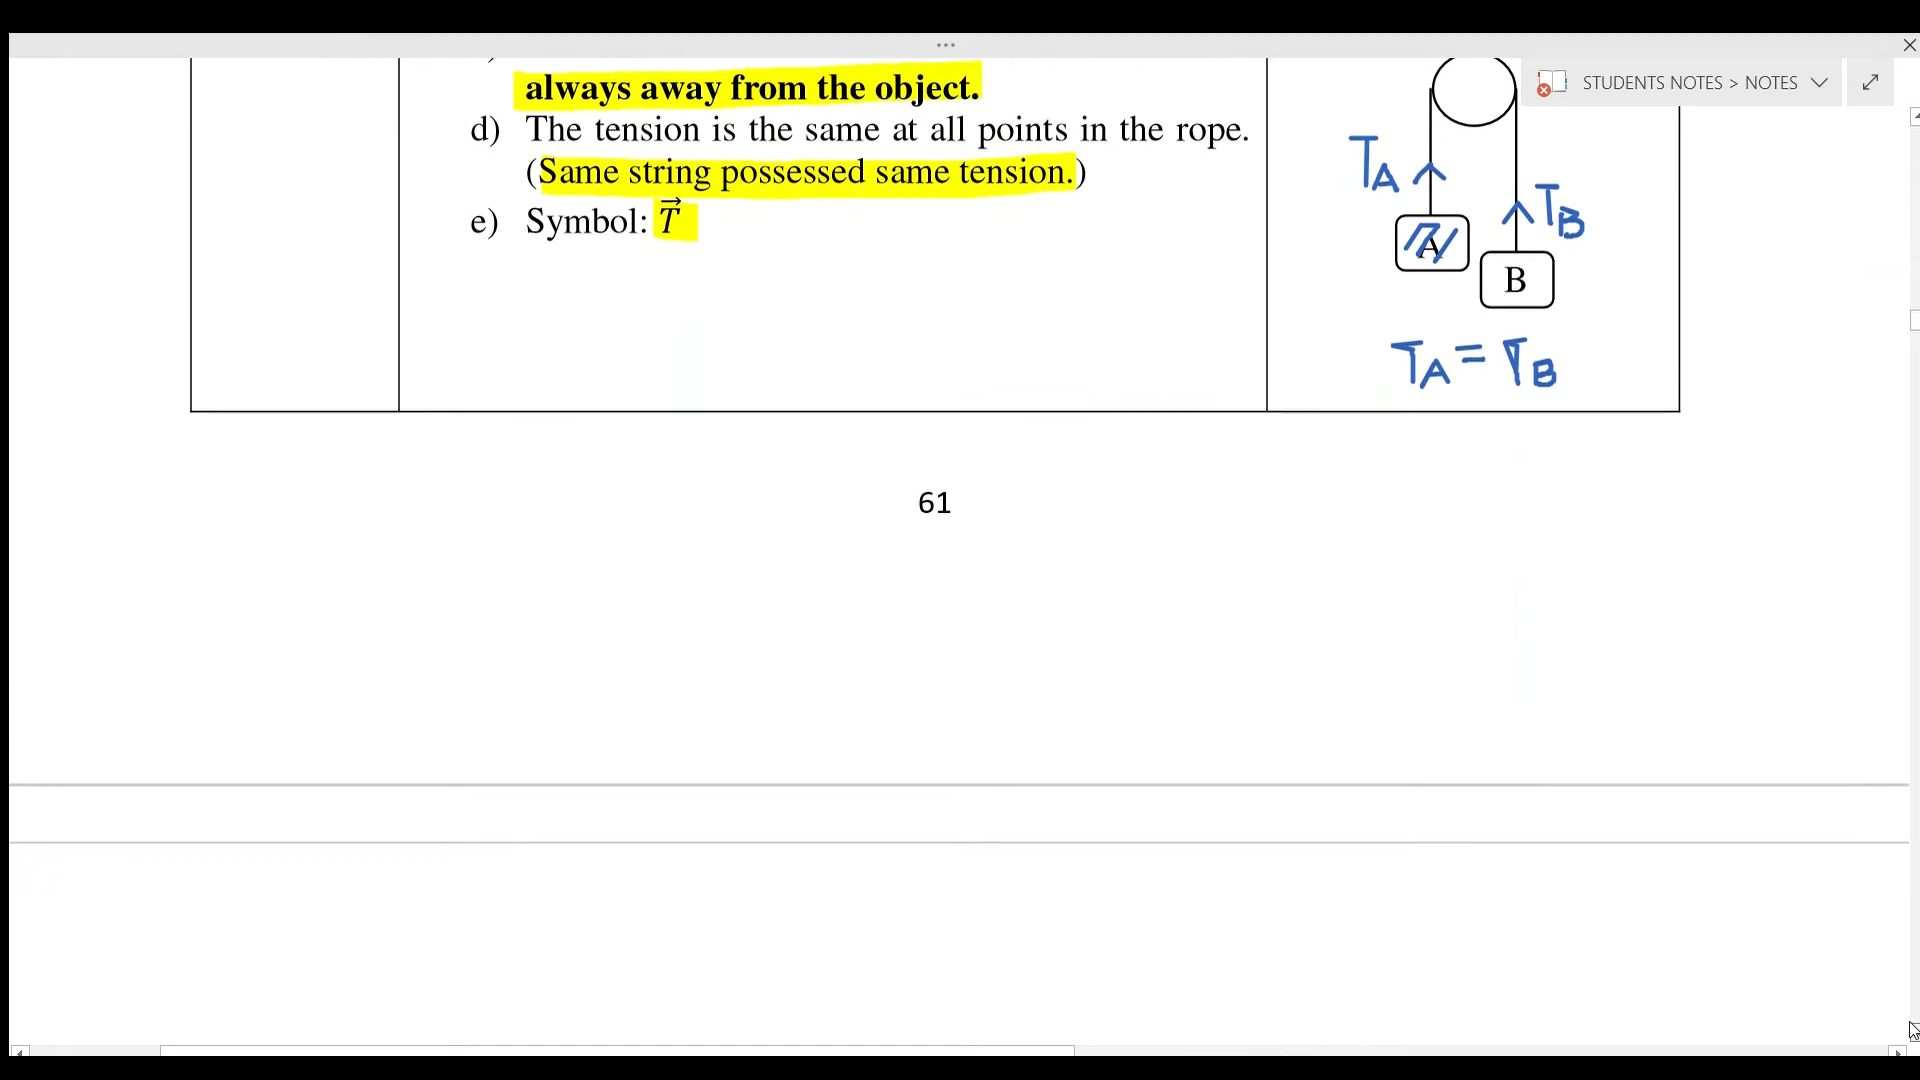 STUDENTS NOTES > NOTES
always away from the object.
d) The tension is the same at all points in the rope.
(Same string possessed same tension.)
e) Symbol: T⃗
TA
TB
A
B
TA = TB
61